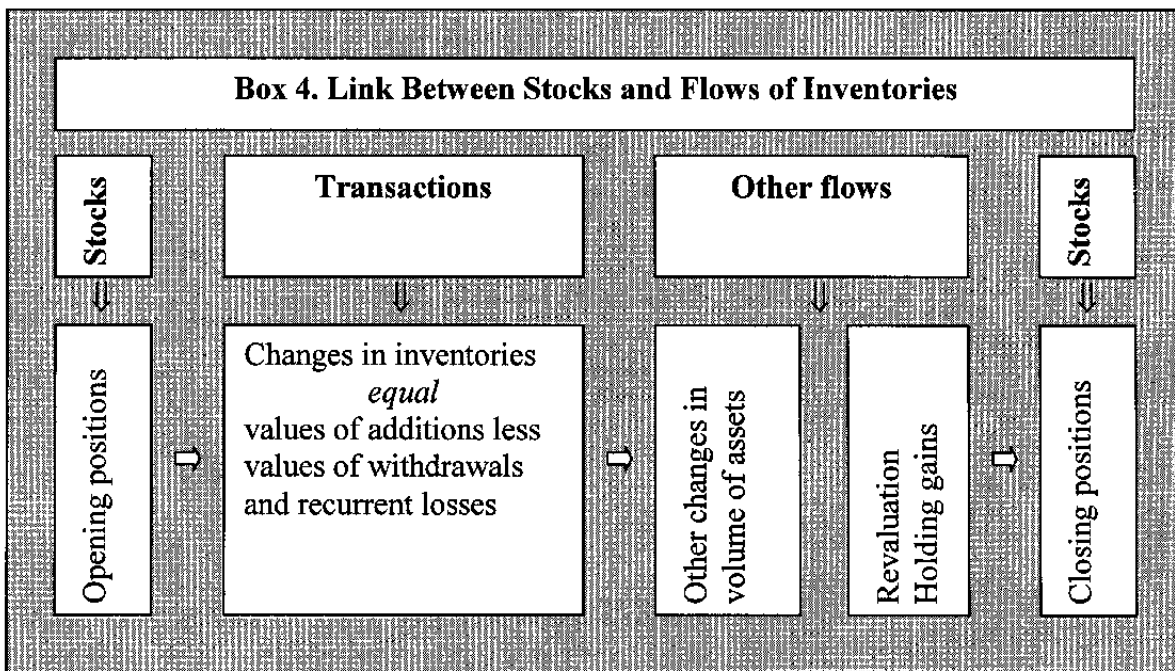 Box 4. Link Between Stocks and Flows of Inventories
Stocks
Transactions
Other flows
Stocks
Opening positions
Changes in inventories
equal
values of additions less
values of withdrawals
and recurrent losses
Other changes in
volume of assets
Revaluation
Holding gains
Closing positions